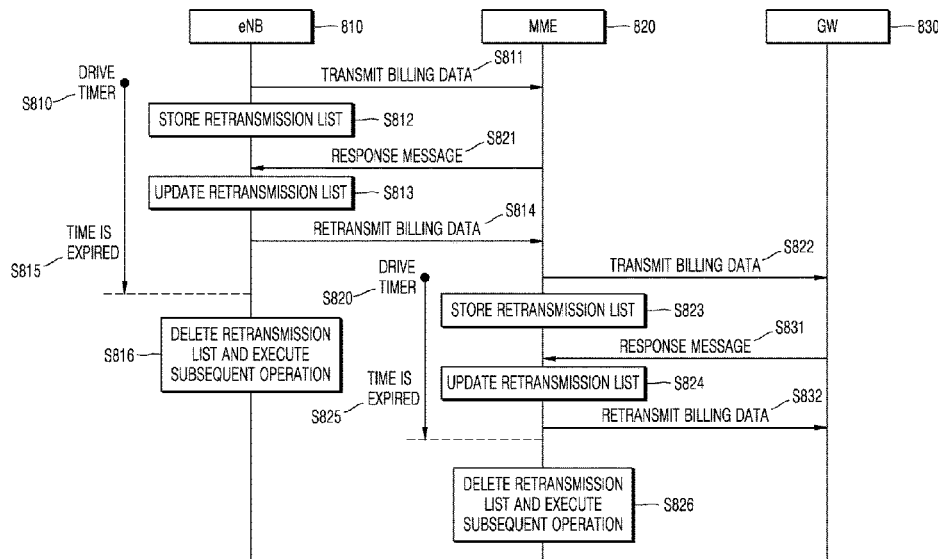 eNB 810 MME 820 GW 830
S811
TRANSMIT BILLING DATA
DRIVE
TIMER
S810
STORE RETRANSMISSION LIST S812
S821
RESPONSE MESSAGE
UPDATE RETRANSMISSION LIST S813
S814
RETRANSMIT BILLING DATA
TIME IS
EXPIRED
S815
S822
TRANSMIT BILLING DATA
DRIVE
TIMER
S820
STORE RETRANSMISSION LIST S823
S831
RESPONSE MESSAGE
DELETE RETRANSMISSION
LIST AND EXECUTE
SUBSEQUENT OPERATION
S816
UPDATE RETRANSMISSION LIST S824
TIME IS
EXPIRED
S825
S832
RETRANSMIT BILLING DATA
DELETE RETRANSMISSION
LIST AND EXECUTE
SUBSEQUENT OPERATION
S826